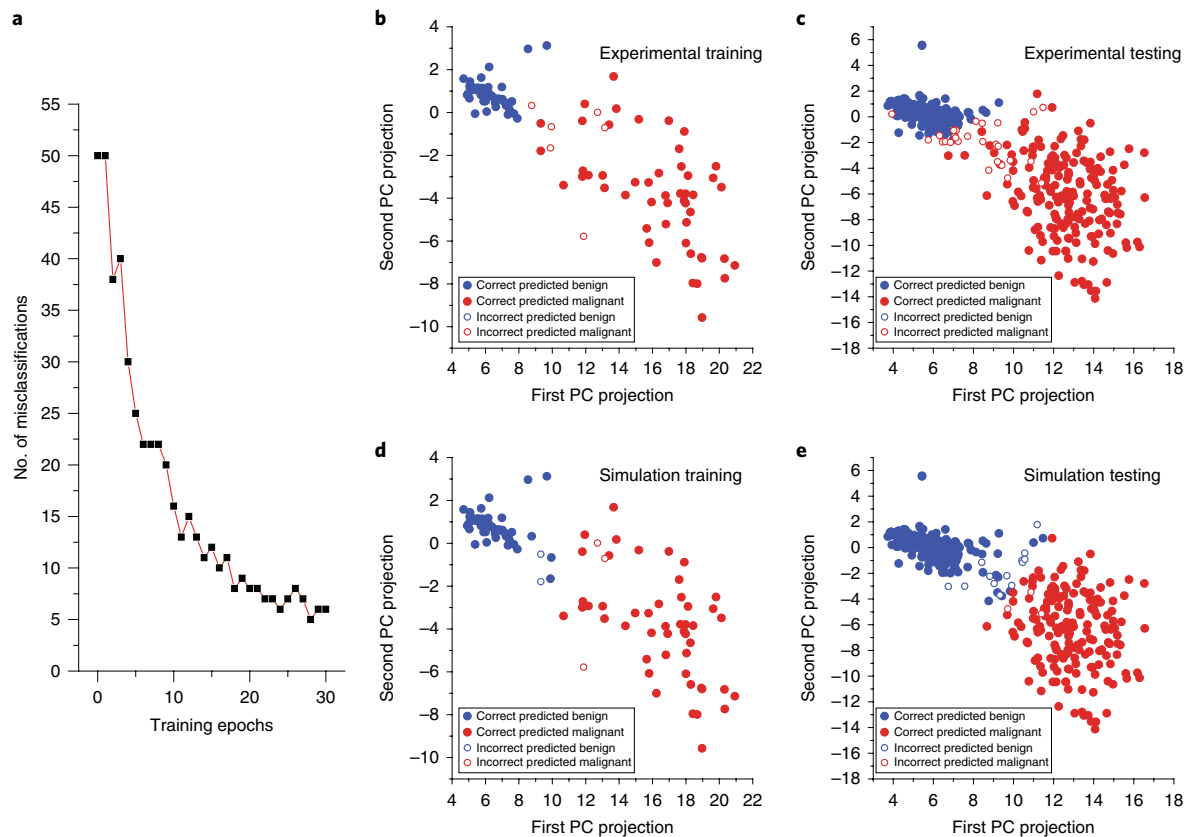 a
55
50
45
40
35
30
25
20
15
10
5
0
0 10 20 30
No. of misclassifications
Training epochs
b
Experimental training
4
2
0
−2
−4
−6
−8
−10
Second PC projection
Correct predicted benign
Correct predicted malignant
Incorrect predicted benign
Incorrect predicted malignant
4 6 8 10 12 14 16 18 20 22
First PC projection
c
Experimental testing
6
4
2
0
−2
−4
−6
−8
−10
−12
−14
−16
−18
Second PC projection
Correct predicted benign
Correct predicted malignant
Incorrect predicted benign
Incorrect predicted malignant
4 6 8 10 12 14 16 18
First PC projection
d
Simulation training
4
2
0
−2
−4
−6
−8
−10
Second PC projection
Correct predicted benign
Correct predicted malignant
Incorrect predicted benign
Incorrect predicted malignant
4 6 8 10 12 14 16 18 20 22
First PC projection
e
Simulation testing
6
4
2
0
−2
−4
−6
−8
−10
−12
−14
−16
−18
Second PC projection
Correct predicted benign
Correct predicted malignant
Incorrect predicted benign
Incorrect predicted malignant
4 6 8 10 12 14 16 18
First PC projection